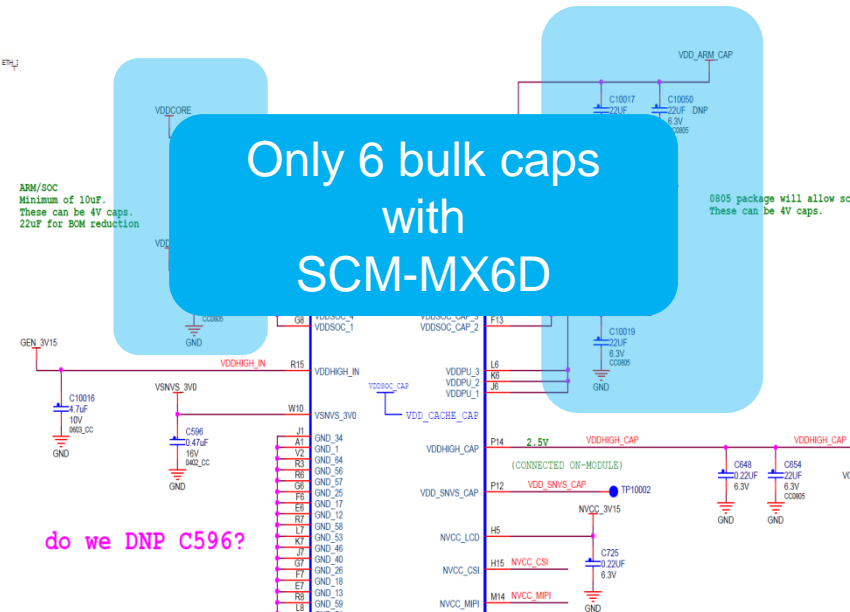 ETH_1
VDD_ARM_CAP
C10017
22UF
C10050
22UF DNP
6.3V
CC0805
VDDCORE
Only 6 bulk caps
with
SCM-MX6D
ARM/SOC
Minimum of 10uF.
These can be 4V caps.
22uF for BOM reduction
0805 package will allow
These can be 4V caps.
CC0805
GND
G8
VDDSOC_4
VDDSOC_1
VDDSOC_CAP_3
VDDSOC_CAP_2
F13
C10019
22UF
6.3V
CC0805
GND
GEN_3V15
VDDHIGH_IN
R15
VDDHIGH_IN
VDDSOC_CAP
VDD_CACHE_CAP
VDDPU_3
VDDPU_2
VDDPU_1
L6
K6
J6
C10016
4.7uF
10V
0603_CC
GND
VSNVS_3V0
W10
VSNVS_3V0
C596
0.47uF
16V
0402_CC
GND
VDDHIGH_CAP
P14
2.5V
VDDHIGH_CAP
VDDHIGH_CAP
(CONNECTED ON-MODULE)
C648
0.22UF
6.3V
GND
C654
22UF
6.3V
CC0805
GND
VDD_SNVS_CAP
P12
VDD_SNVS_CAP
TP10002
NVCC_3V15
J1 GND_34
A1 GND_1
V2 GND_64
R3 GND_56
R6 GND_57
G6 GND_25
F6 GND_17
E6 GND_12
R7 GND_58
L7 GND_53
K7 GND_46
J7 GND_40
G7 GND_26
F7 GND_18
E7 GND_13
R8 GND_59
L8
do we DNP C596?
NVCC_LCD
H5
C725
0.22UF
6.3V
GND
NVCC_CSI
H15 NVCC_CSI
NVCC_MIPI
M14 NVCC_MIPI